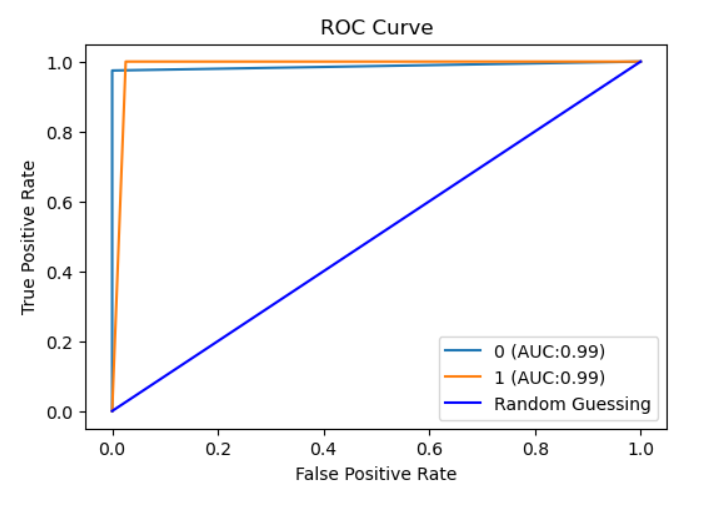 ROC Curve
True Positive Rate
1.0
0.8
0.6
0.4
0.2
0.0
0 (AUC:0.99)
1 (AUC:0.99)
Random Guessing
0.0 0.2 0.4 0.6 0.8 1.0
False Positive Rate